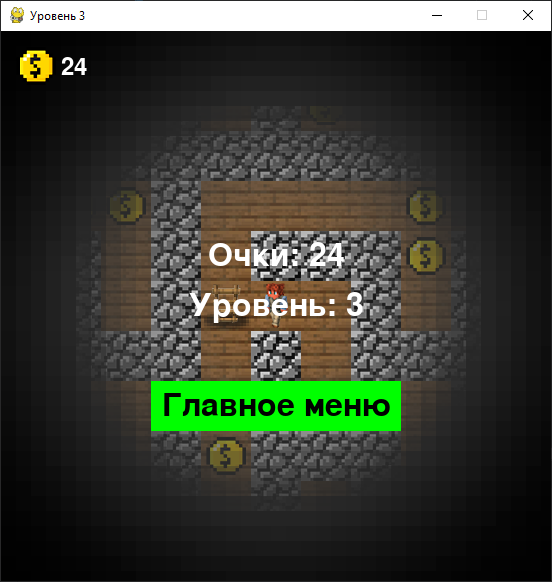 Уровень 3
24
Очки: 24
Уровень: 3
Главное меню